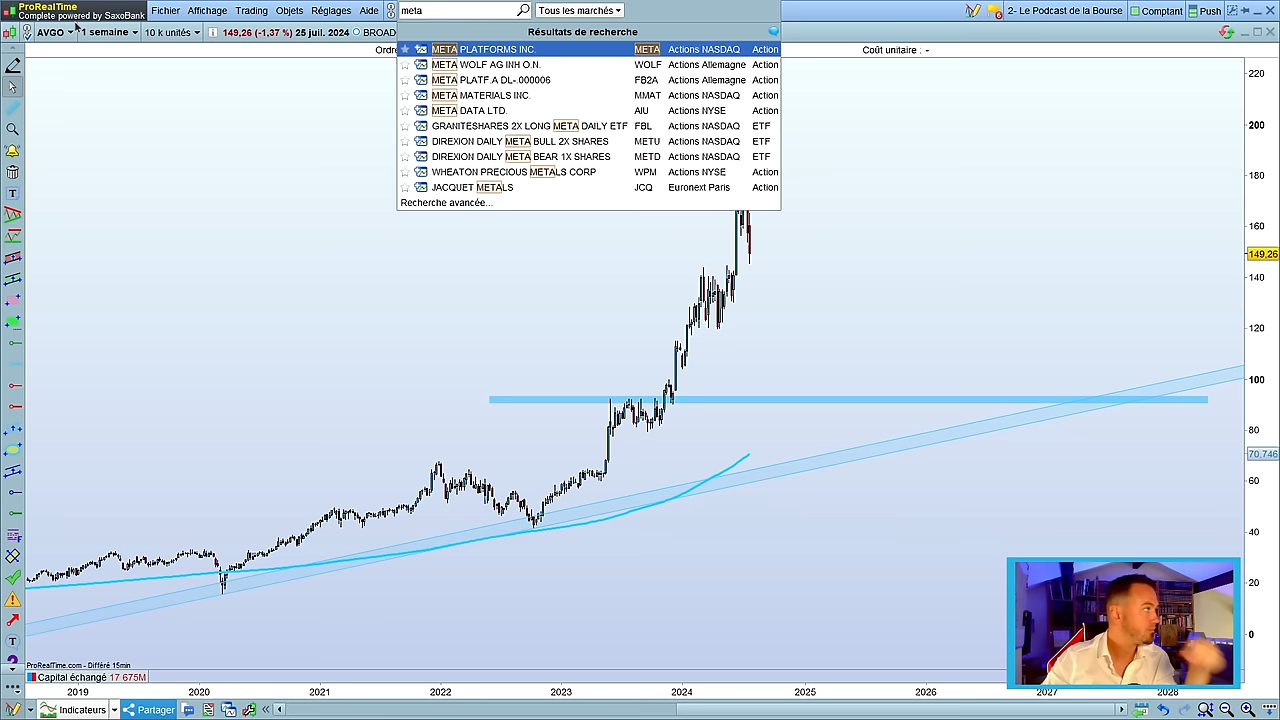 ProRealTime
Complete powered by SaxoBank
Fichier Affichage Trading Objets Réglages Aide
meta
Tous les marchés
2- Le Podcast de la Bourse
Comptant
Push
AVGO 1 semaine 10 k unités 149,26 (-1,37 %) 25 juil. 2024 BROAD
Résultats de recherche
Ordre
Coût unitaire : -
META PLATFORMS INC. META Actions NASDAQ Action
META WOLF AG INH O.N. WOLF Actions Allemagne Action
META PLATF.A DL-.000006 FB2A Actions Allemagne Action
META MATERIALS INC. MMAT Actions NASDAQ Action
META DATA LTD. AIU Actions NYSE Action
GRANITESHARES 2X LONG META DAILY ETF FBL Actions NASDAQ ETF
DIREXION DAILY META BULL 2X SHARES METU Actions NASDAQ ETF
DIREXION DAILY META BEAR 1X SHARES METD Actions NASDAQ ETF
WHEATON PRECIOUS METALS CORP WPM Actions NYSE Action
JACQUET METALS JCQ Euronext Paris Action
Recherche avancée...
220
200
180
160
149,26
140
120
100
80
70,746
60
40
20
0
ProRealTime.com - Différé 15min
Capital échangé 17 675M
2019 2020 2021 2022 2023 2024 2025 2026 2027 2028
Indicateurs
Partager